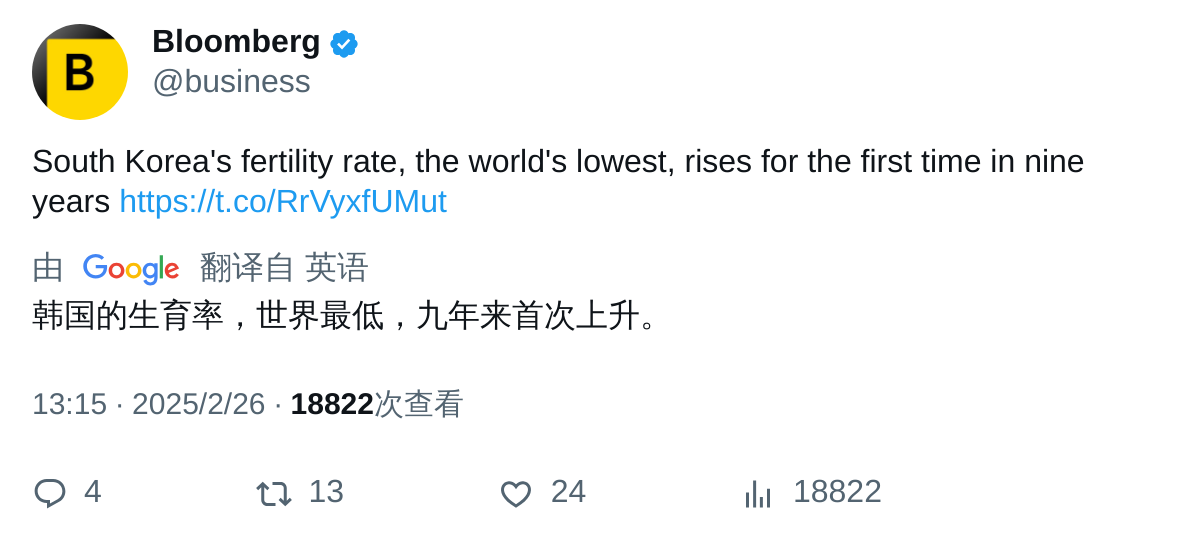 B
Bloomberg
@business
South Korea's fertility rate, the world's lowest, rises for the first time in nine
years https://t.co/RrVyxfUMut
由 Google 翻译自 英语
韩国的生育率，世界最低，九年来首次上升。
13:15 · 2025/2/26 · 18822次查看
4 13 24 18822